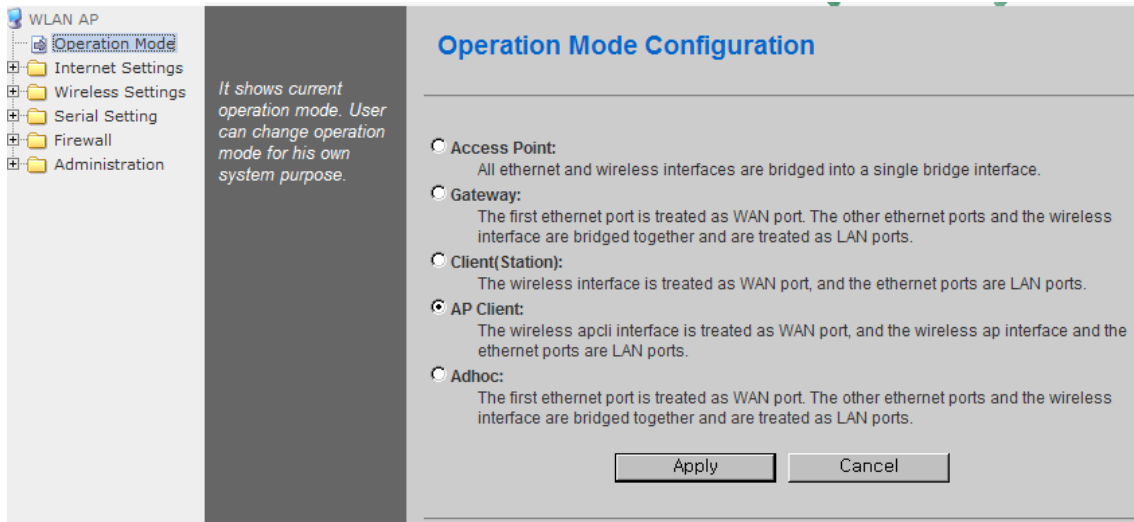 WLAN AP
Operation Mode
Internet Settings
Wireless Settings
Serial Setting
Firewall
Administration
It shows current
operation mode. User
can change operation
mode for his own
system purpose.
Operation Mode Configuration
Access Point:
All ethernet and wireless interfaces are bridged into a single bridge interface.
Gateway:
The first ethernet port is treated as WAN port. The other ethernet ports and the wireless
interface are bridged together and are treated as LAN ports.
Client(Station):
The wireless interface is treated as WAN port, and the ethernet ports are LAN ports.
AP Client:
The wireless apcli interface is treated as WAN port, and the wireless ap interface and the
ethernet ports are LAN ports.
Adhoc:
The first ethernet port is treated as WAN port. The other ethernet ports and the wireless
interface are bridged together and are treated as LAN ports.
Apply
Cancel